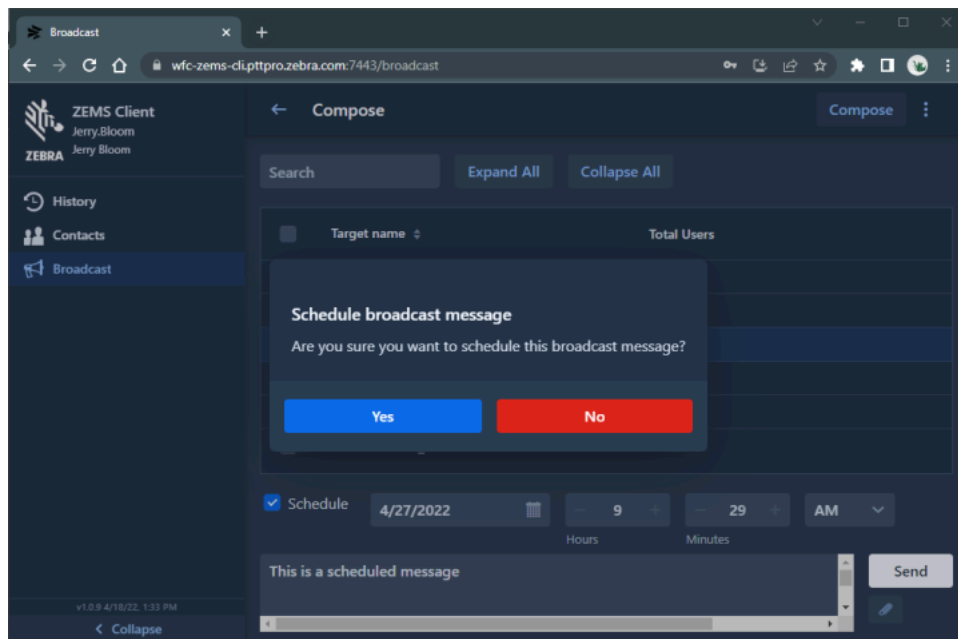 Broadcast
wfc-zems-cli.pttpro.zebra.com:7443/broadcast
ZEMS Client
Jerry.Bloom
Jerry Bloom
ZEBRA
History
Contacts
Broadcast
v1.0.9 4/18/22, 1:33 PM
Collapse
Compose
Compose
Search
Expand All
Collapse All
Target name
Total Users
Schedule broadcast message
Are you sure you want to schedule this broadcast message?
Yes
No
Schedule
4/27/2022
9
29
AM
Hours
Minutes
This is a scheduled message
Send